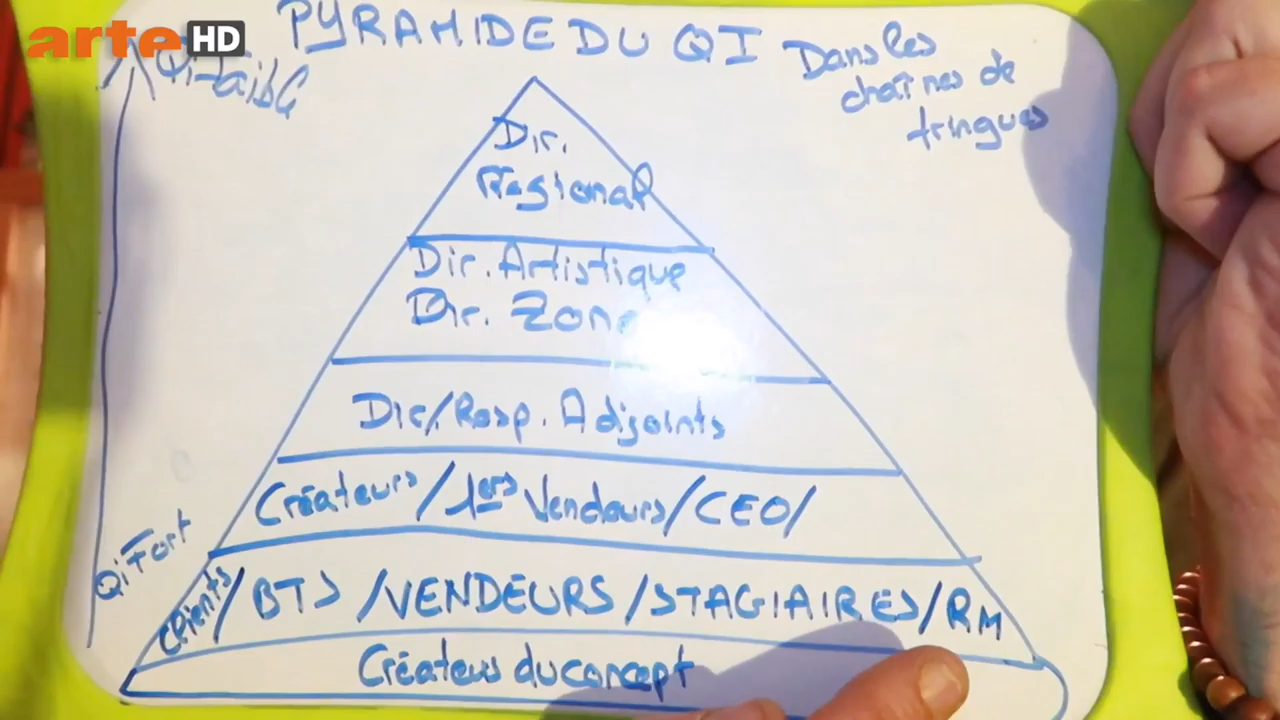 arte HD
PYRAMIDE DU QI
Dans les
chaînes de
fringues
Qi faible
Dir.
Régional
Dir. Artistique
Dir. Zone
Dir/Resp. Adjoints
Créateurs/1ers Vendeurs/CEO/
Qi Fort
Clients/BTS/VENDEURS/STAGIAIRES/RM
Créateurs du concept